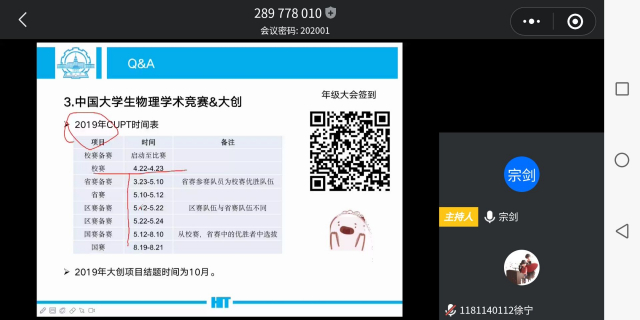 289 778 010
会议密码: 202001
Q&A
3.中国大学生物理学术竞赛&大创
年级大会签到
2019年CUPT时间表
项目 时间 备注
校赛备赛 启动至比赛
校赛 4.22-4.23
省赛备赛 3.23-5.10 省赛参赛队员为校赛优胜队伍
省赛 5.10-5.12
区赛备赛 5.12-5.22 区赛队伍与省赛队伍不同
区赛备赛 5.22-5.24
国赛备赛 5.12-8.10 从校赛、省赛中的优胜者中选拔
国赛 8.19-8.21
2019年大创项目结题时间为10月。
HIT
宗剑
主持人 宗剑
1181140112徐宁